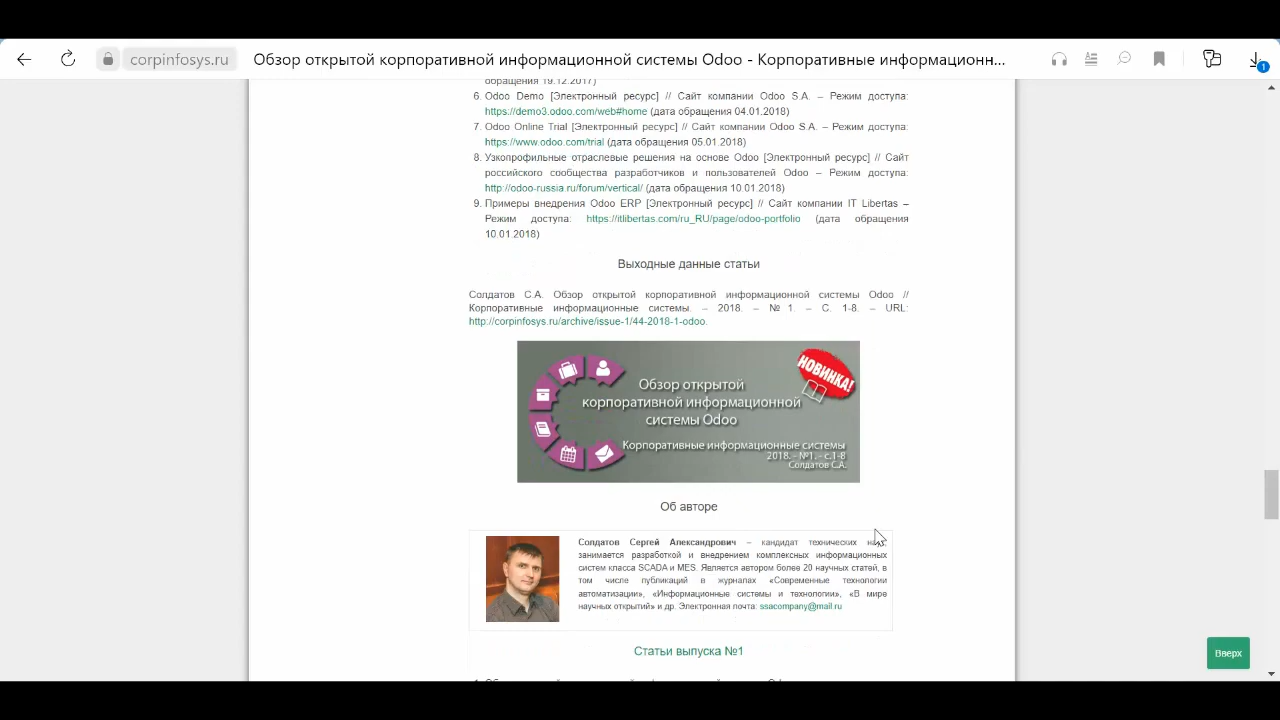 corpinfosys.ru
Обзор открытой корпоративной информационной системы Odoo - Корпоративные информационн...
1
обращения 19.12.2017)
6. Odoo Demo [Электронный ресурс] // Сайт компании Odoo S.A. – Режим доступа:
https://demo3.odoo.com/web#home (дата обращения 04.01.2018)
7. Odoo Online Trial [Электронный ресурс] // Сайт компании Odoo S.A. – Режим доступа:
https://www.odoo.com/trial (дата обращения 05.01.2018)
8. Узкопрофильные отраслевые решения на основе Odoo [Электронный ресурс] // Сайт
российского сообщества разработчиков и пользователей Odoo – Режим доступа:
http://odoo-russia.ru/forum/vertical/ (дата обращения 10.01.2018)
9. Примеры внедрения Odoo ERP [Электронный ресурс] // Сайт компании IT Libertas –
Режим доступа: https://itlibertas.com/ru_RU/page/odoo-portfolio (дата обращения
10.01.2018)
Выходные данные статьи
Солдатов С.А. Обзор открытой корпоративной информационной системы Odoo //
Корпоративные информационные системы. – 2018. – № 1. – С. 1-8. – URL:
http://corpinfosys.ru/archive/issue-1/44-2018-1-odoo.
НОВИНКА!
Обзор открытой
корпоративной информационной
системы Odoo
Корпоративные информационные системы
2018. - №1. - с.1-8
Солдатов С.А.
Об авторе
Солдатов Сергей Александрович – кандидат технических
занимается разработкой и внедрением комплексных информационных
систем класса SCADA и MES. Является автором более 20 научных статей, в
том числе публикаций в журналах «Современные технологии
автоматизации», «Информационные системы и технологии», «В мире
научных открытий» и др. Электронная почта: ssacompany@mail.ru
Статьи выпуска №1
Вверх